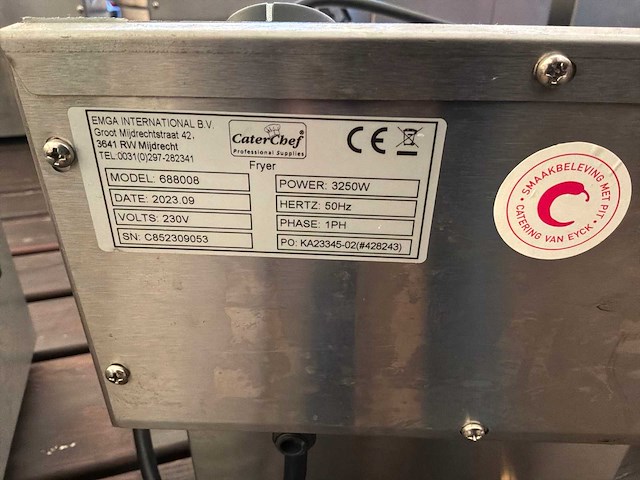 EMGA INTERNATIONAL B.V.
Groot Mijdrechtstraat 42,
3641 RW Mijdrecht
TEL:0031(0)297-282341
CaterChef®
Professional Supplies
CE
Fryer
MODEL: 688008
DATE: 2023.09
VOLTS: 230V
SN: C852309053
POWER: 3250W
HERTZ: 50Hz
PHASE: 1PH
PO: KA23345-02(#428243)
SMAAKBELEVING MET PIT
• CATERING VAN EYCK •